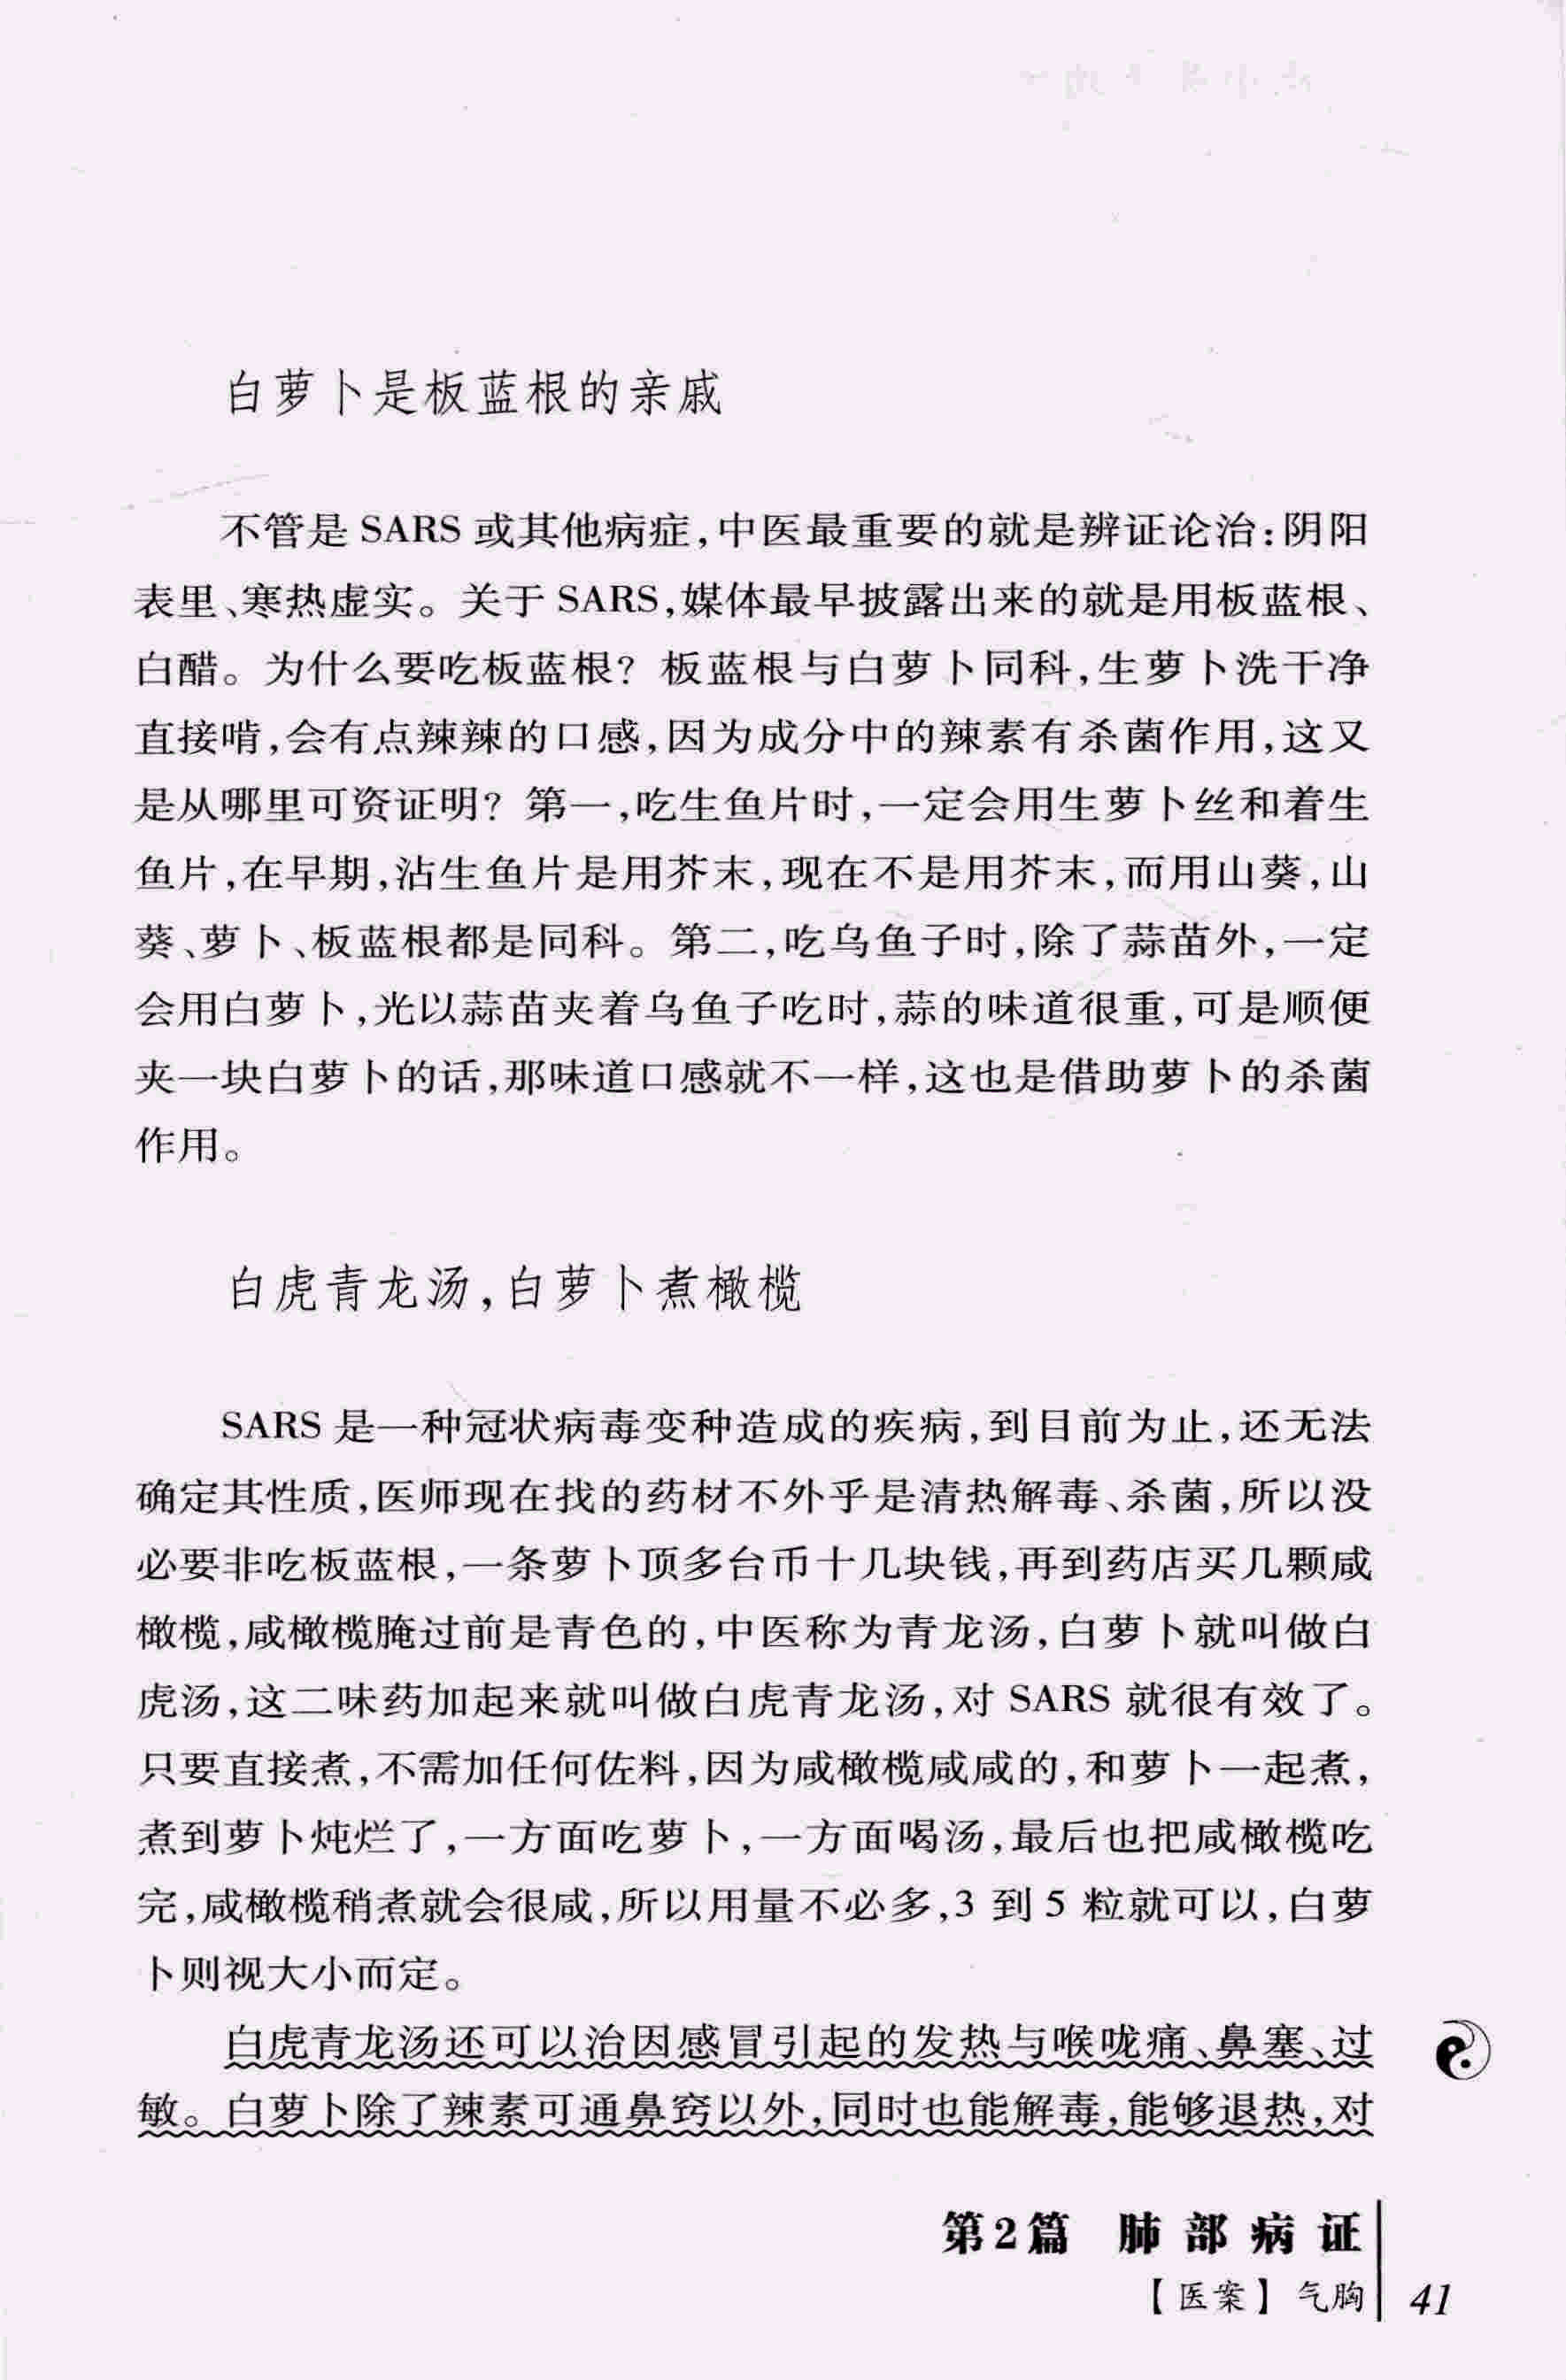 白萝卜是板蓝根的亲戚
不管是 SARS 或其他病症,中医最重要的就是辨证论治:阴阳
表里、寒热虚实。关于 SARS,媒体最早披露出来的就是用板蓝根、
白醋。为什么要吃板蓝根? 板蓝根与白萝卜同科,生萝卜洗干净
直接啃,会有点辣辣的口感,因为成分中的辣素有杀菌作用,这又
是从哪里可资证明? 第一,吃生鱼片时,一定会用生萝卜丝和着生
鱼片,在早期,沾生鱼片是用芥末,现在不是用芥末,而用山葵,山
葵、萝卜、板蓝根都是同科。第二,吃乌鱼子时,除了蒜苗外,一定
会用白萝卜,光以蒜苗夹着乌鱼子吃时,蒜的味道很重,可是顺便
夹一块白萝卜的话,那味道口感就不一样,这也是借助萝卜的杀菌
作用。
白虎青龙汤,白萝卜煮橄榄
SARS 是一种冠状病毒变种造成的疾病,到目前为止,还无法
确定其性质,医师现在找的药材不外乎是清热解毒、杀菌,所以没
必要非吃板蓝根,一条萝卜顶多台币十几块钱,再到药店买几颗咸
橄榄,咸橄榄腌过前是青色的,中医称为青龙汤,白萝卜就叫做白
虎汤,这二味药加起来就叫做白虎青龙汤,对 SARS 就很有效了。
只要直接煮,不需加任何佐料,因为咸橄榄咸咸的,和萝卜一起煮,
煮到萝卜炖烂了,一方面吃萝卜,一方面喝汤,最后也把咸橄榄吃
完,咸橄榄稍煮就会很咸,所以用量不必多,3 到 5 粒就可以,白萝
卜则视大小而定。
白虎青龙汤还可以治因感冒引起的发热与喉咙痛、鼻塞、过
敏。白萝卜除了辣素可通鼻窍以外,同时也能解毒,能够退热,对
第2篇 肺部病证
【医案】气胸 41